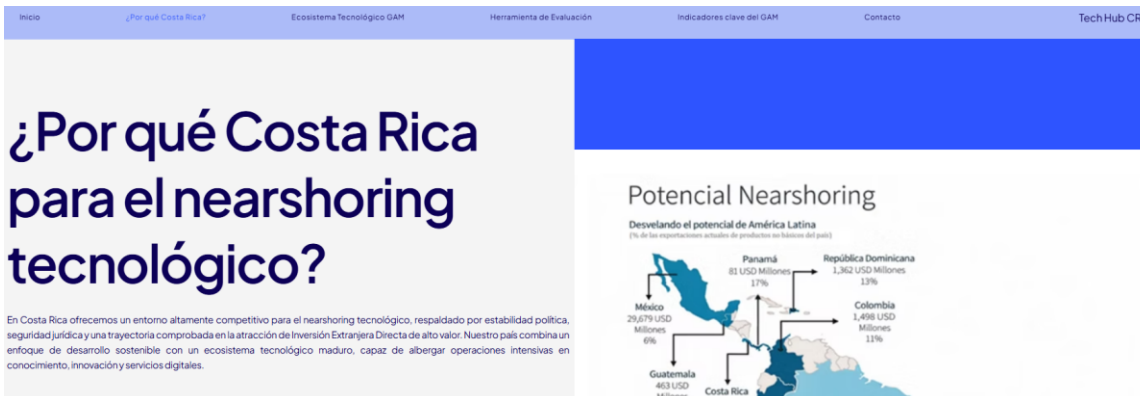 Inicio
¿Por qué Costa Rica?
Ecosistema Tecnológico GAM
Herramienta de Evaluación
Indicadores clave del GAM
Contacto
Tech Hub CR
¿Por qué Costa Rica
para el nearshoring
tecnológico?
En Costa Rica ofrecemos un entorno altamente competitivo para el nearshoring tecnológico, respaldado por estabilidad política,
seguridad jurídica y una trayectoria comprobada en la atracción de Inversión Extranjera Directa de alto valor. Nuestro país combina un
enfoque de desarrollo sostenible con un ecosistema tecnológico maduro, capaz de albergar operaciones intensivas en
conocimiento, innovación y servicios digitales.
Potencial Nearshoring
Desvelando el potencial de América Latina
(% de las exportaciones actuales de productos no básicos del país)
Panamá
81 USD Millones
17%
República Dominicana
1,362 USD Millones
13%
México
29,679 USD
Millones
6%
Colombia
1,498 USD
Millones
11%
Guatemala
463 USD
Millones
Costa Rica